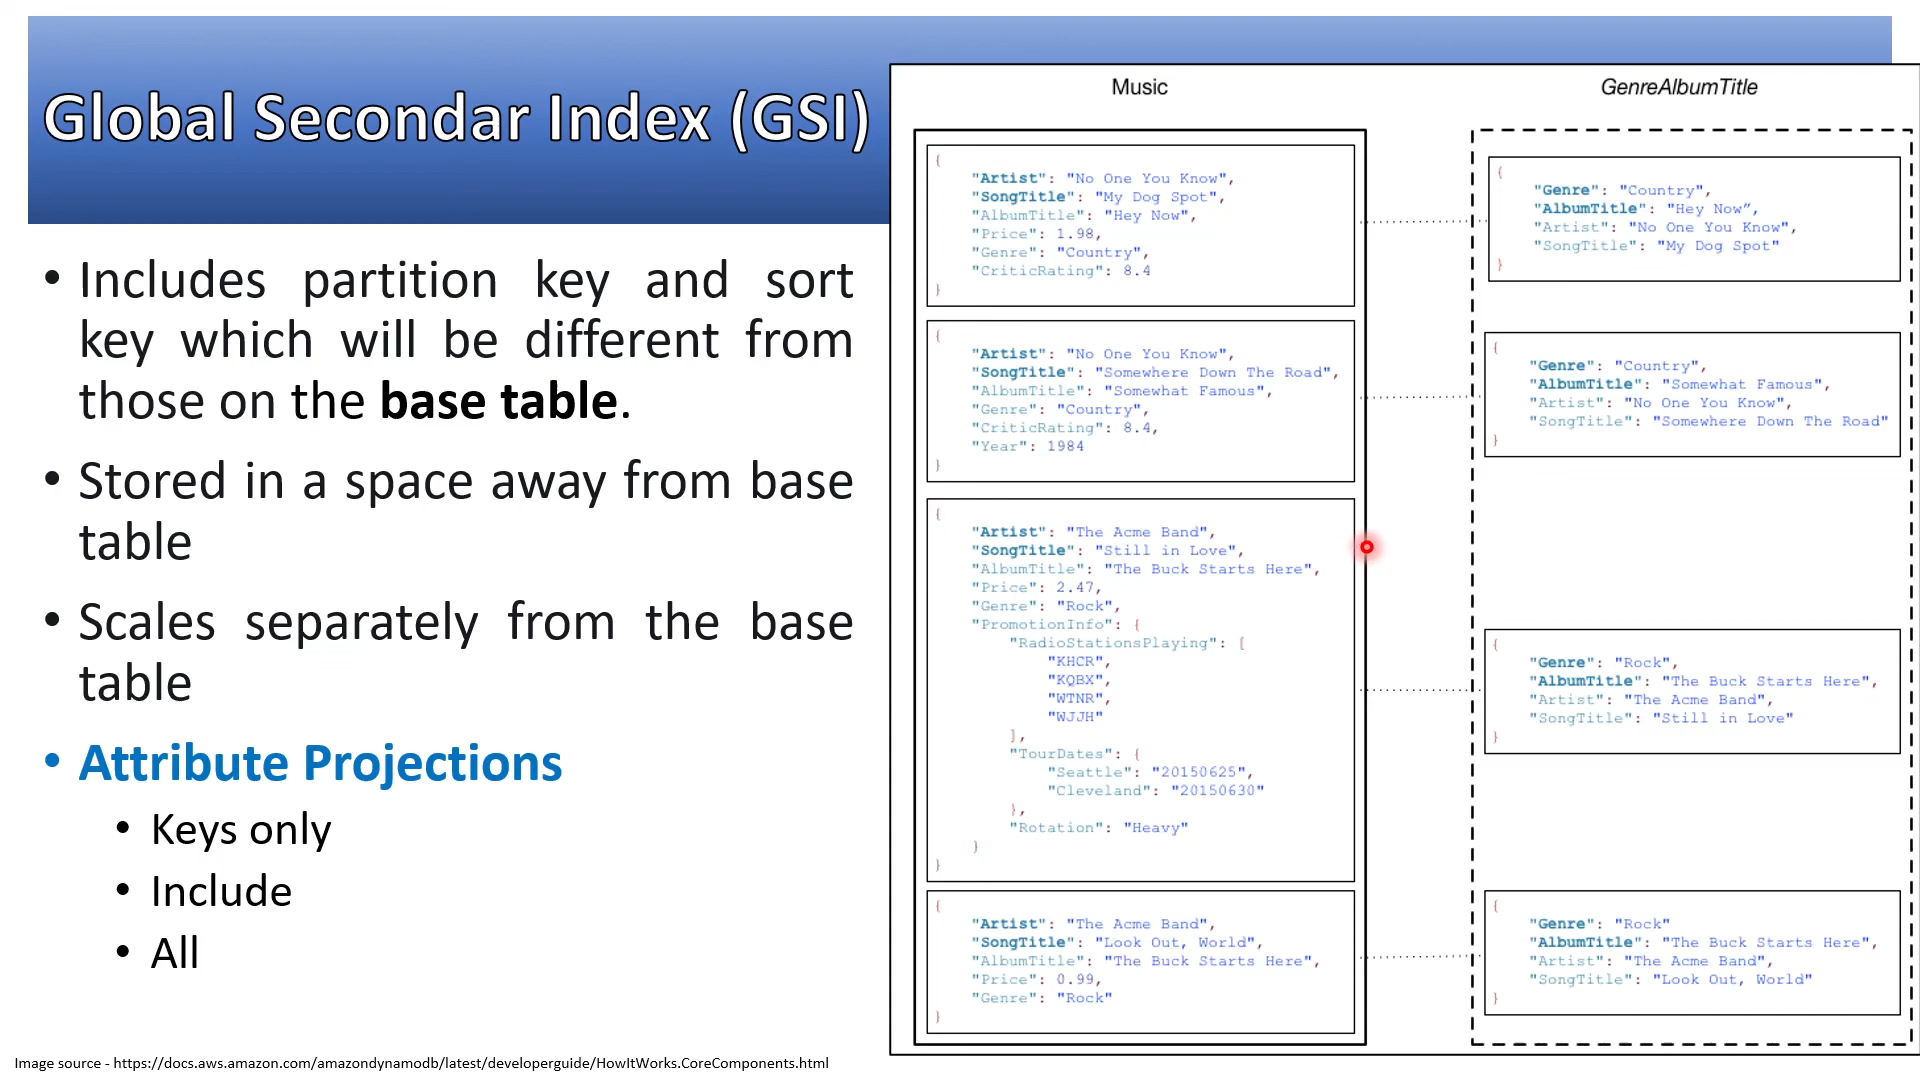 Global Secondar Index (GSI)
• Includes partition key and sort
key which will be different from
those on the base table.
• Stored in a space away from base
table
• Scales separately from the base
table
• Attribute Projections
• Keys only
• Include
• All
Image source - https://docs.aws.amazon.com/amazondynamodb/latest/developerguide/HowItWorks.CoreComponents.html
Music
{
"Artist": "No One You Know",
"SongTitle": "My Dog Spot",
"AlbumTitle": "Hey Now",
"Price": 1.98,
"Genre": "Country",
"CriticRating": 8.4
}
{
"Artist": "No One You Know",
"SongTitle": "Somewhere Down The Road",
"AlbumTitle": "Somewhat Famous",
"Genre": "Country",
"CriticRating": 8.4,
"Year": 1984
}
{
"Artist": "The Acme Band",
"SongTitle": "Still in Love",
"AlbumTitle": "The Buck Starts Here",
"Price": 2.47,
"Genre": "Rock",
"PromotionInfo": {
"RadioStationsPlaying": [
"KHCR",
"KQBX",
"WTNR",
"WJJH"
],
"TourDates": {
"Seattle": "20150625",
"Cleveland": "20150630"
},
"Rotation": "Heavy"
}
}
{
"Artist": "The Acme Band",
"SongTitle": "Look Out, World",
"AlbumTitle": "The Buck Starts Here",
"Price": 0.99,
"Genre": "Rock"
}
GenreAlbumTitle
{
"Genre": "Country",
"AlbumTitle": "Hey Now",
"Artist": "No One You Know",
"SongTitle": "My Dog Spot"
}
{
"Genre": "Country",
"AlbumTitle": "Somewhat Famous",
"Artist": "No One You Know",
"SongTitle": "Somewhere Down The Road"
}
{
"Genre": "Rock",
"AlbumTitle": "The Buck Starts Here",
"Artist": "The Acme Band",
"SongTitle": "Still in Love"
}
{
"Genre": "Rock"
"AlbumTitle": "The Buck Starts Here",
"Artist": "The Acme Band",
"SongTitle": "Look Out, World"
}